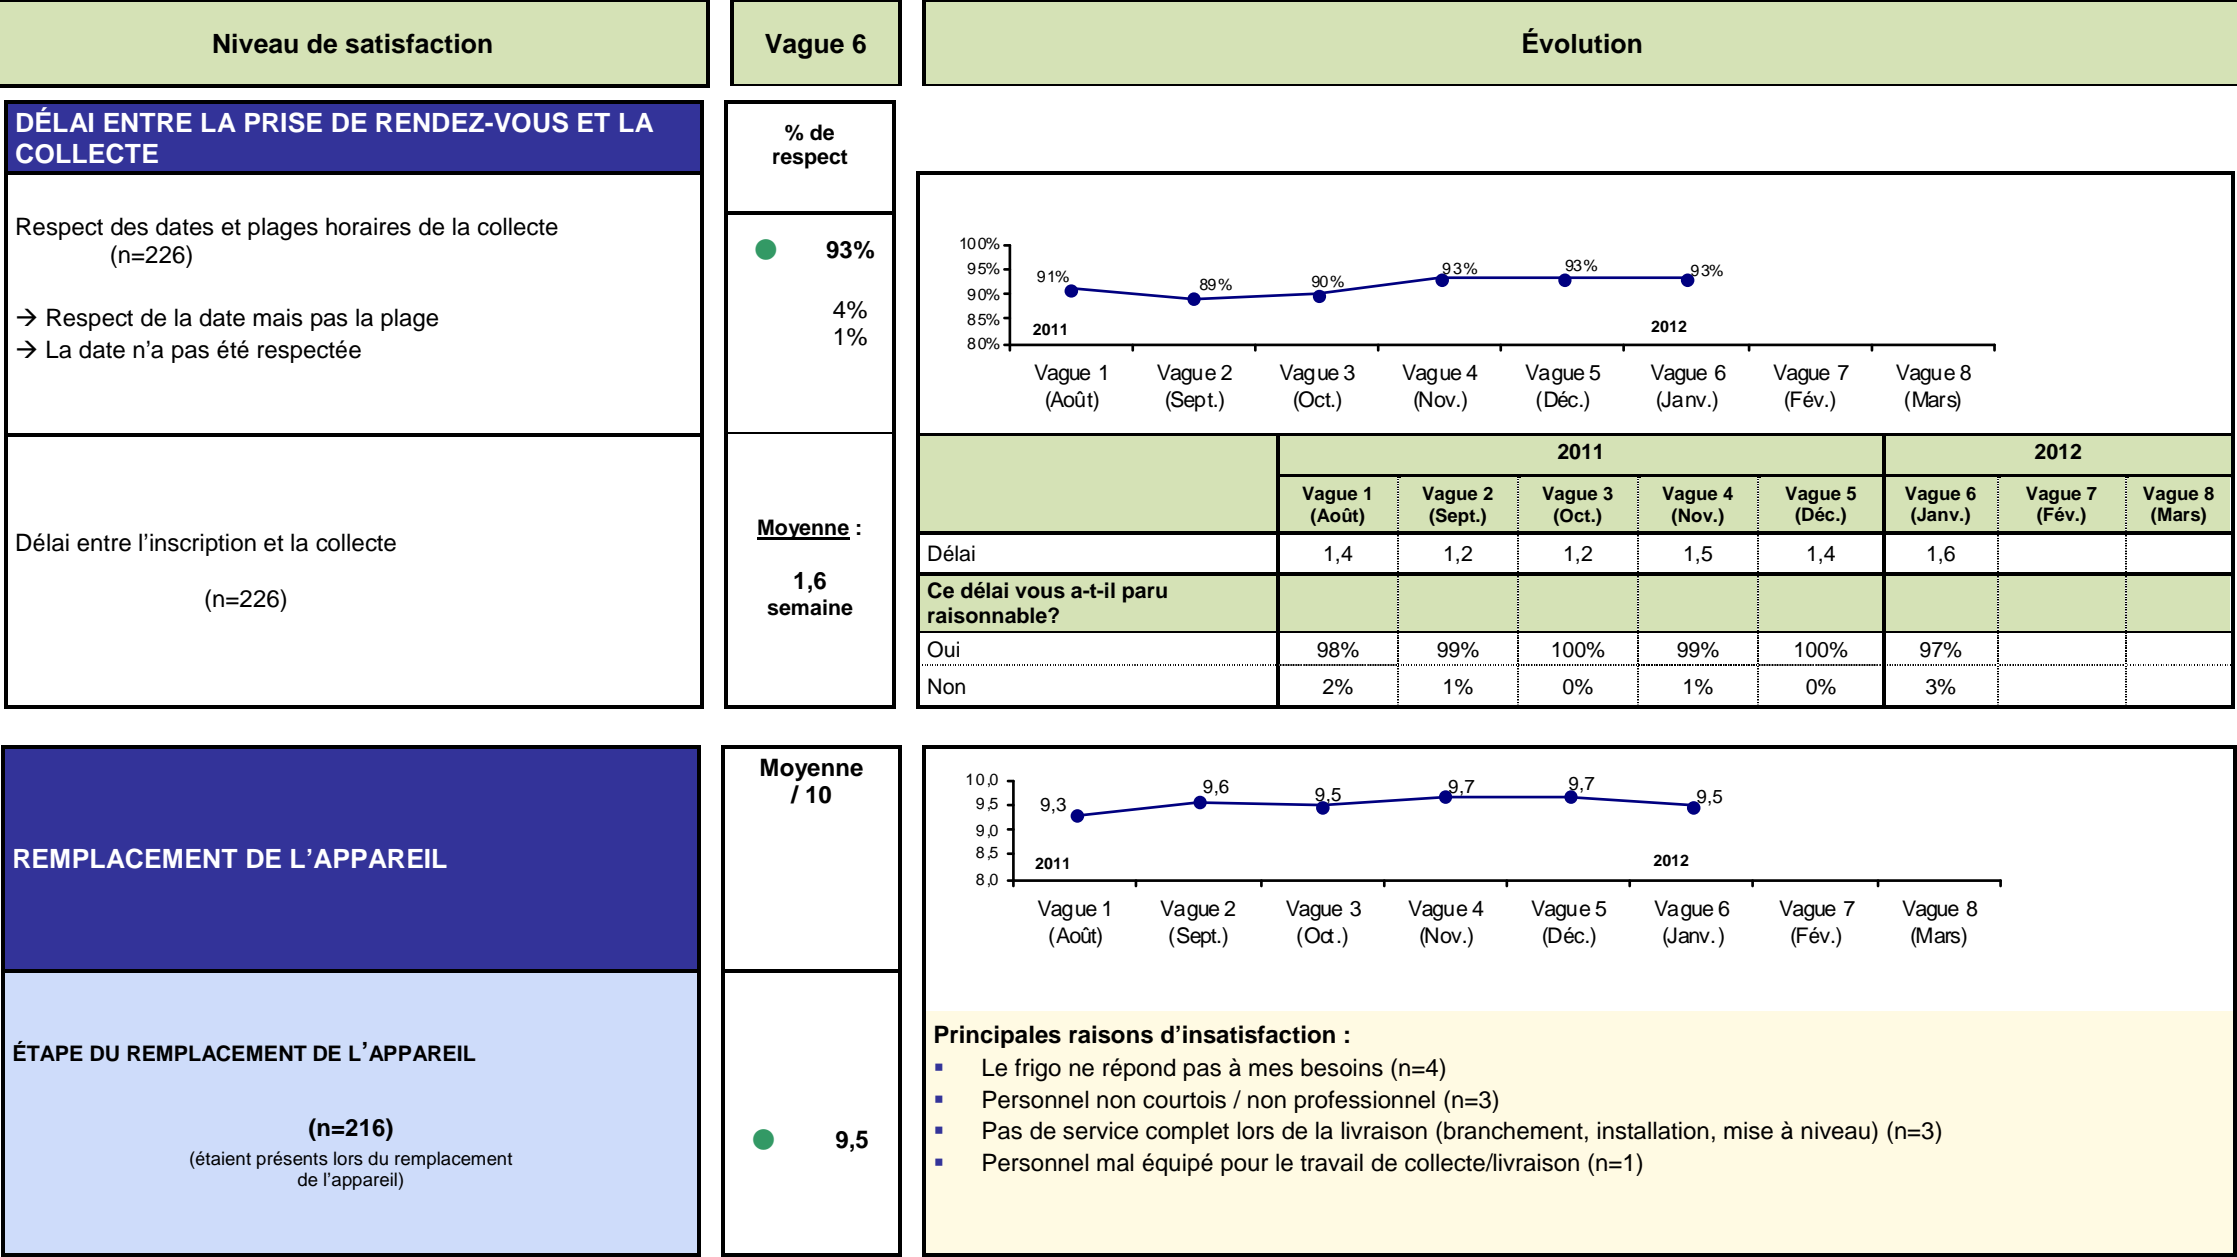 Niveau de satisfaction
Vague 6
Évolution
DÉLAI ENTRE LA PRISE DE RENDEZ-VOUS ET LA
COLLECTE
% de
respect
Respect des dates et plages horaires de la collecte
(n=226)
→ Respect de la date mais pas la plage
→ La date n'a pas été respectée
93%
4%
1%
100%
95%
90%
85%
80%
91%
89%
90%
93%
93%
93%
2011
2012
Vague 1 Vague 2 Vague 3 Vague 4 Vague 5 Vague 6 Vague 7 Vague 8
(Août) (Sept.) (Oct.) (Nov.) (Déc.) (Janv.) (Fév.) (Mars)
Délai entre l'inscription et la collecte
(n=226)
Moyenne :
1,6
semaine
2011 2012
Vague 1 Vague 2 Vague 3 Vague 4 Vague 5 Vague 6 Vague 7 Vague 8
(Août) (Sept.) (Oct.) (Nov.) (Déc.) (Janv.) (Fév.) (Mars)
Délai 1,4 1,2 1,2 1,5 1,4 1,6
Ce délai vous a-t-il paru
raisonnable?
Oui 98% 99% 100% 99% 100% 97%
Non 2% 1% 0% 1% 0% 3%
REMPLACEMENT DE L'APPAREIL
Moyenne
/ 10
10,0
9,5
9,0
8,5
8,0
9,3
9,6
9,5
9,7
9,7
9,5
2011
2012
Vague 1 Vague 2 Vague 3 Vague 4 Vague 5 Vague 6 Vague 7 Vague 8
(Août) (Sept.) (Oct.) (Nov.) (Déc.) (Janv.) (Fév.) (Mars)
ÉTAPE DU REMPLACEMENT DE L'APPAREIL
(n=216)
(étaient présents lors du remplacement
de l'appareil)
9,5
Principales raisons d'insatisfaction :
▪ Le frigo ne répond pas à mes besoins (n=4)
▪ Personnel non courtois / non professionnel (n=3)
▪ Pas de service complet lors de la livraison (branchement, installation, mise à niveau) (n=3)
▪ Personnel mal équipé pour le travail de collecte/livraison (n=1)